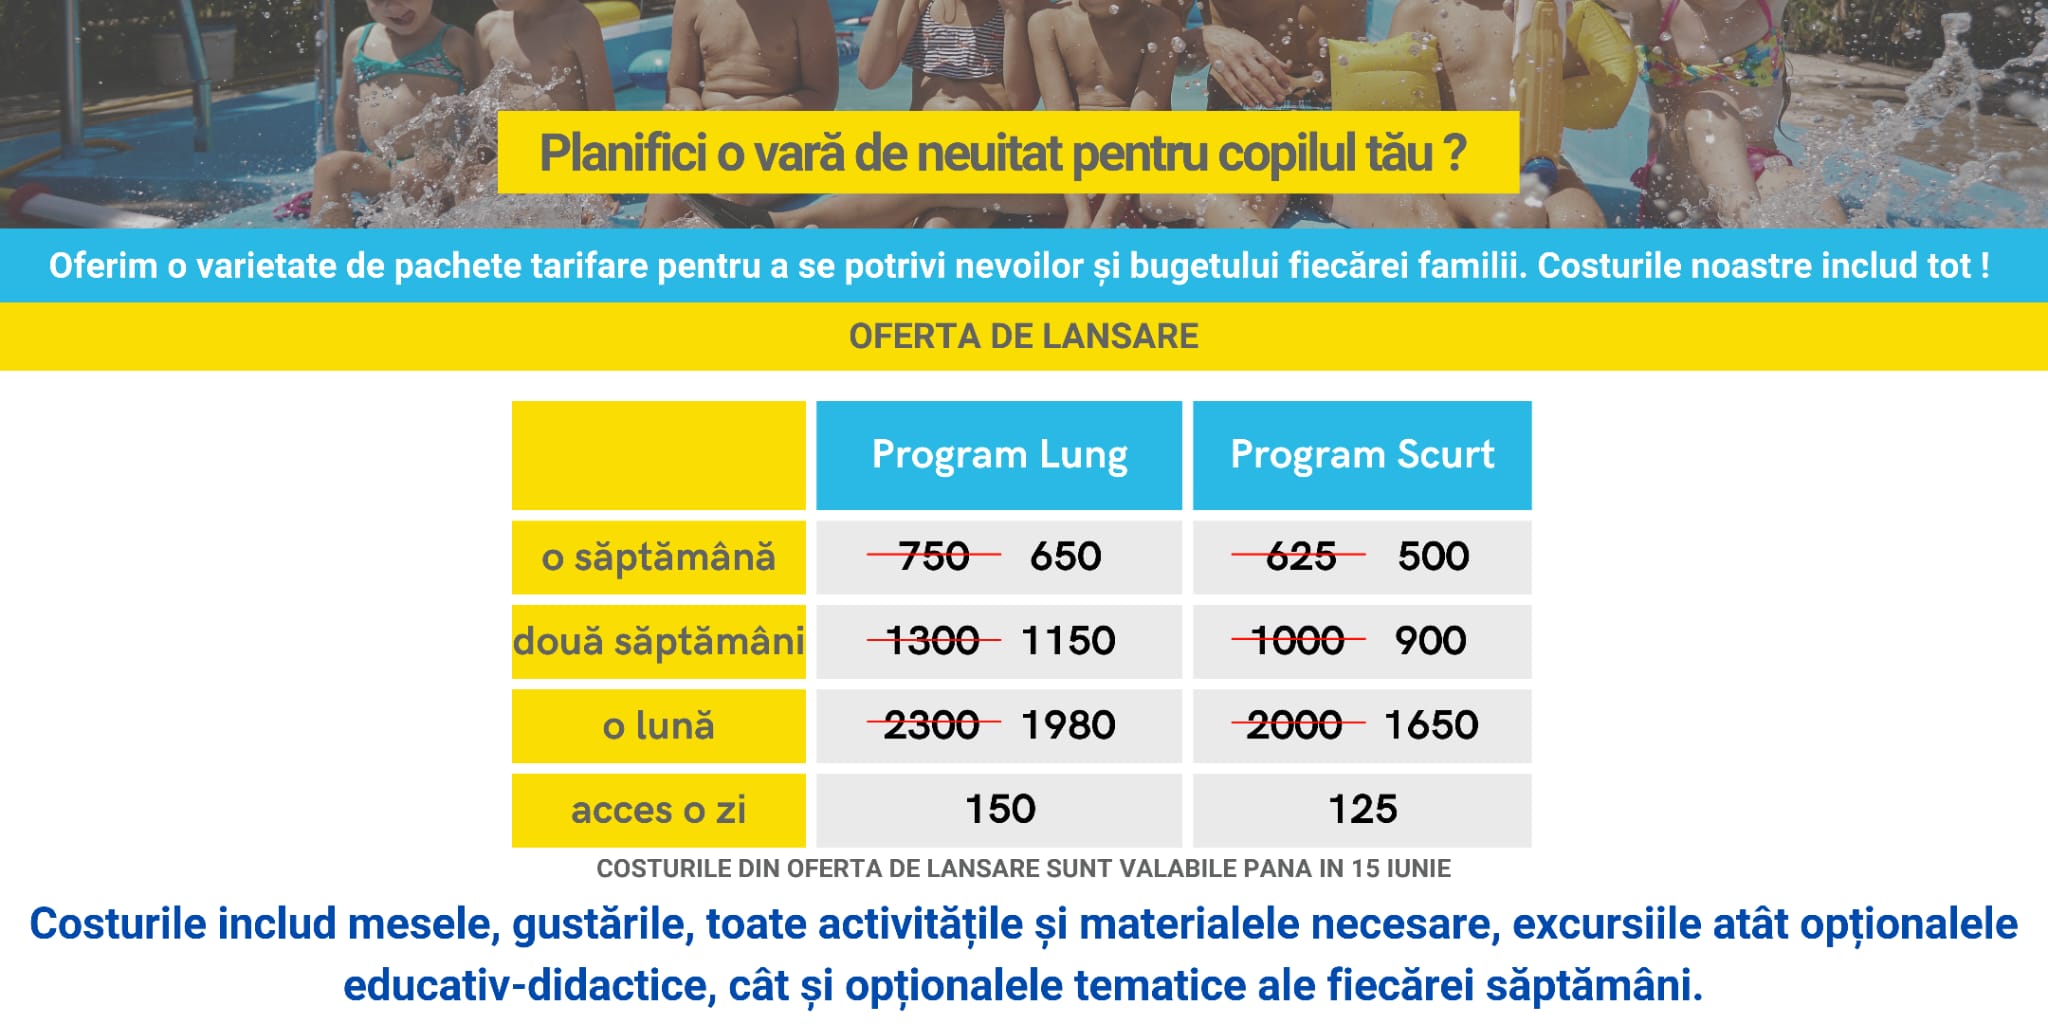 Planifici o vară de neuitat pentru copilul tău ?
Oferim o varietate de pachete tarifare pentru a se potrivi nevoilor și bugetului fiecărei familii. Costurile noastre includ tot !
OFERTA DE LANSARE
Program Lung Program Scurt
o săptămână 750 650 625 500
două săptămâni 1300 1150 1000 900
o lună 2300 1980 2000 1650
acces o zi 150 125
COSTURILE DIN OFERTA DE LANSARE SUNT VALABILE PANA IN 15 IUNIE
Costurile includ mesele, gustările, toate activitățile și materialele necesare, excursiile atât opționalele
educativ-didactice, cât și opționalele tematice ale fiecărei săptămâni.